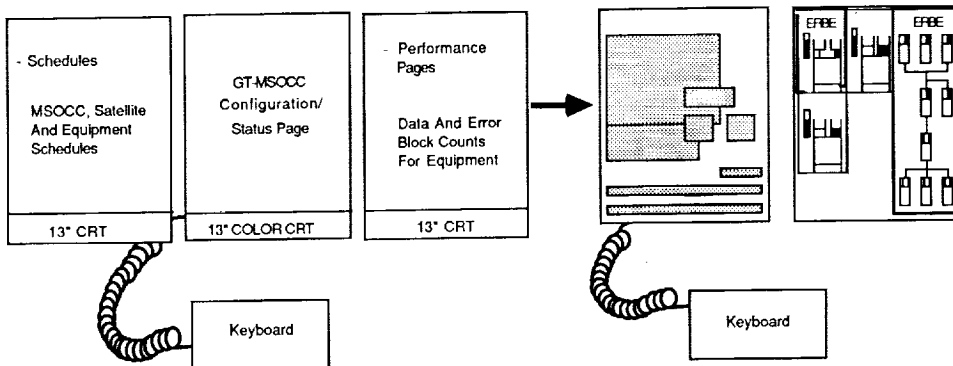 - Schedules
MSOCC, Satellite
And Equipment
Schedules
13" CRT
GT-MSOCC
Configuration/
Status Page
13" COLOR CRT
- Performance
Pages
Data And Error
Block Counts
For Equipment
13" CRT
Keyboard
Keyboard
ERBE
ERBE